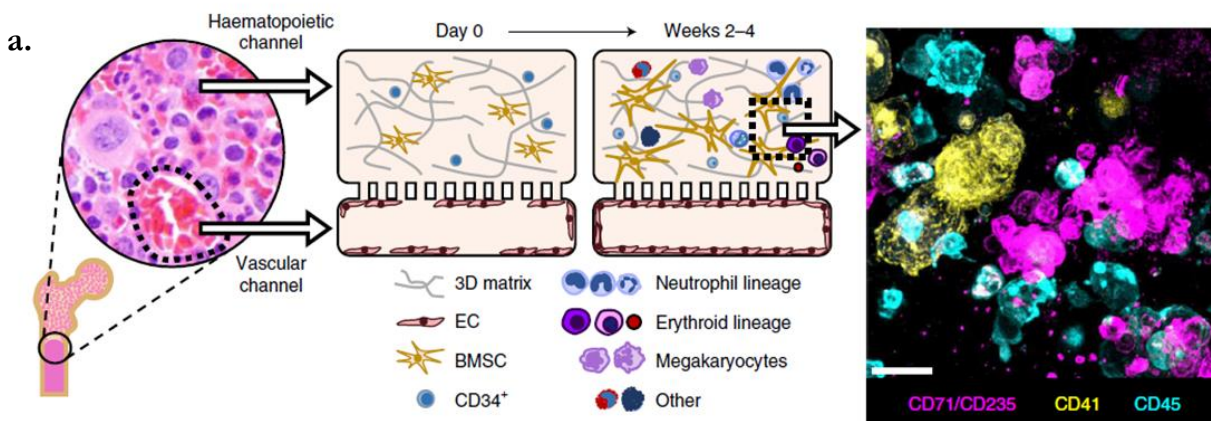 a.
Haematopoietic
channel
Vascular
channel
Day 0
Weeks 2–4
3D matrix
EC
BMSC
CD34⁺
Neutrophil lineage
Erythroid lineage
Megakaryocytes
Other
CD71/CD235 CD41 CD45